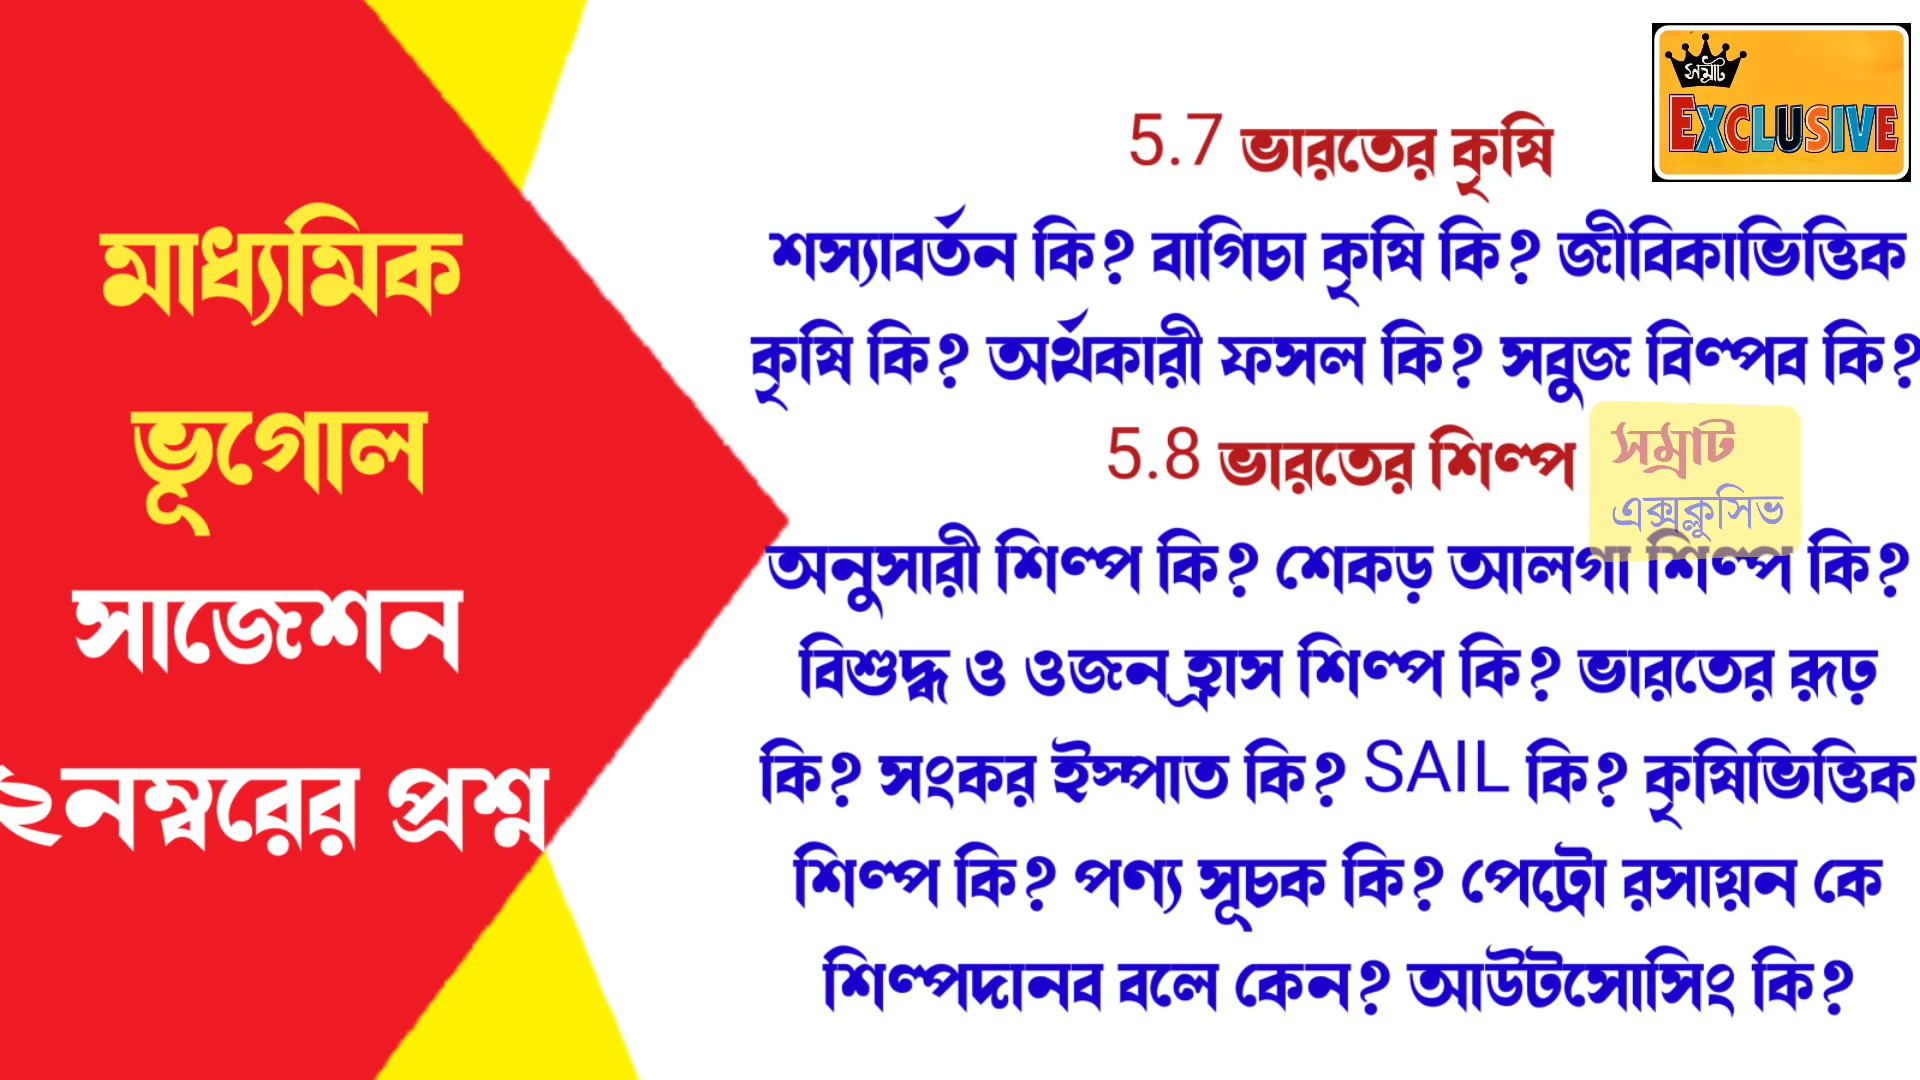 মাধ্যমিক
ভূগোল
সাজেশন
২নম্বরের প্রশ্ন
সম্রাট
EXCLUSIVE
5.7 ভারতের কৃষি
শস্যাবর্তন কি? বাগিচা কৃষি কি? জীবিকাভিত্তিক
কৃষি কি? অর্থকারী ফসল কি? সবুজ বিল্পব কি?
5.8 ভারতের শিল্প
সম্রাট
এক্সক্লুসিভ
অনুসারী শিল্প কি? শেকড় আলগা শিল্প কি?
বিশুদ্ধ ও ওজন হ্রাস শিল্প কি? ভারতের রূঢ়
কি? সংকর ইস্পাত কি? SAIL কি? কৃষিভিত্তিক
শিল্প কি? পণ্য সূচক কি? পেট্রো রসায়ন কে
শিল্পদানব বলে কেন? আউটসোসিং কি?